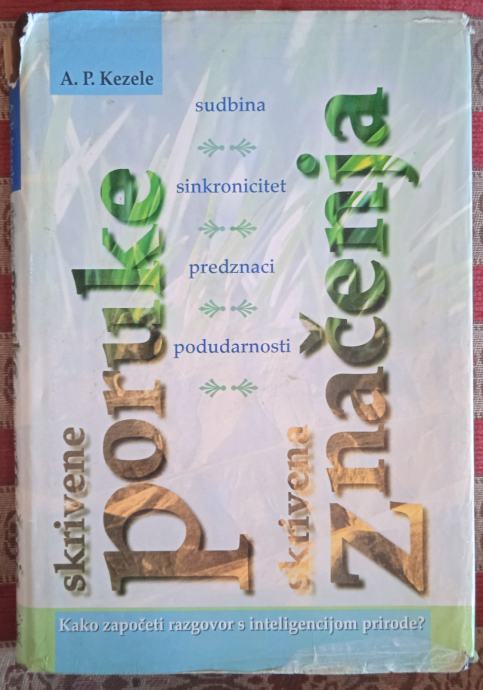 A. P. Kezele
sudbina
sinkronicitet
predznaci
podudarnosti
skrivene
poruke
skrivena
značenja
Kako započeti razgovor s inteligencijom prirode?